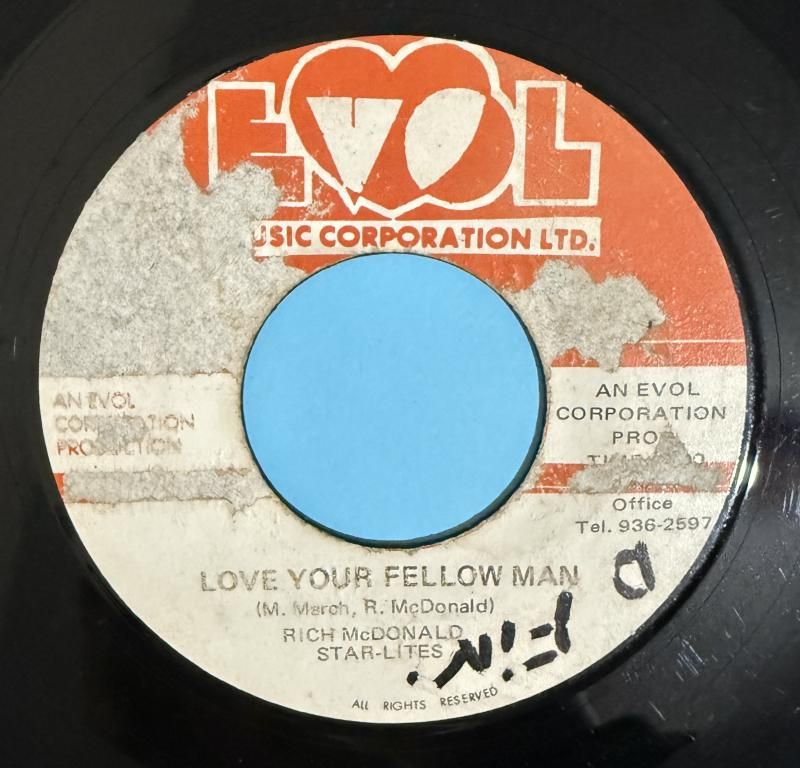 EVOL
USIC CORPORATION LTD.
AN EVOL
CORPORATION
PRODUCTION
AN EVOL
CORPORATION
PRO
Office
Tel. 936-2597
LOVE YOUR FELLOW MAN
(M. March, R. McDonald)
RICH McDONALD
STAR-LITES
ALL RIGHTS RESERVED